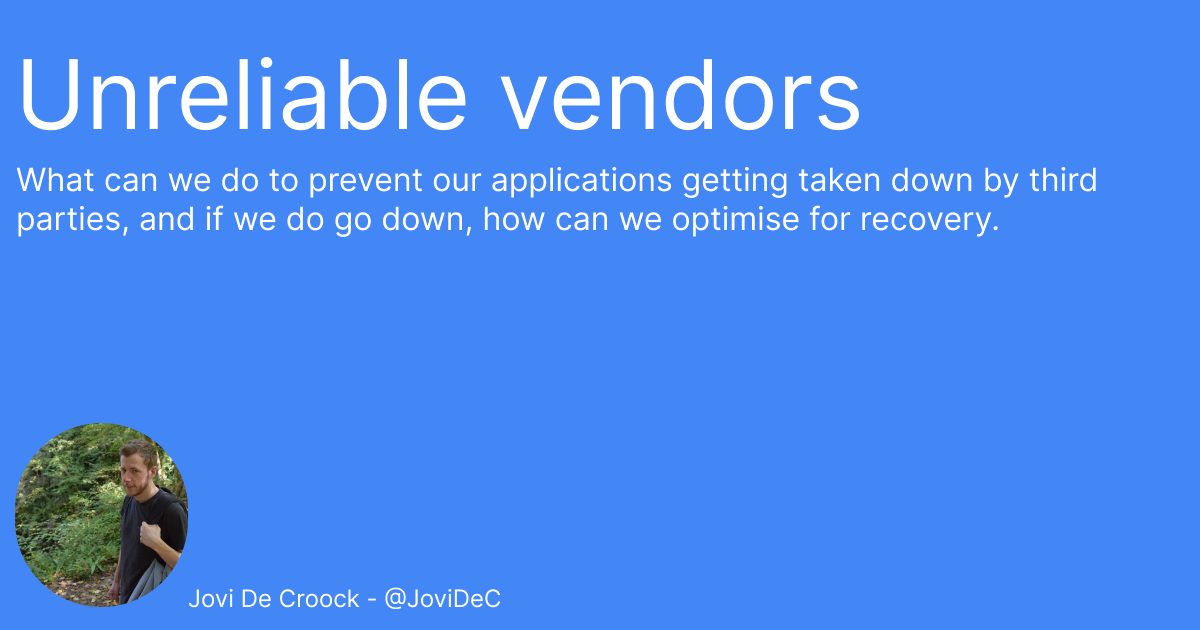 Unreliable vendors
What can we do to prevent our applications getting taken down by third
parties, and if we do go down, how can we optimise for recovery.
Jovi De Croock - @JoviDeC